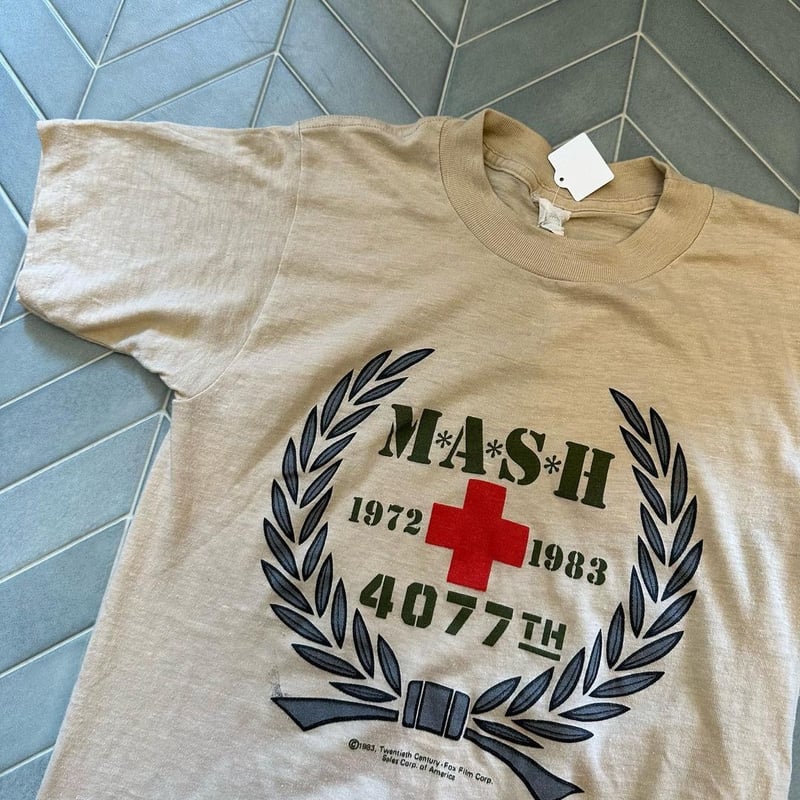 M*A*S*H
1972 1983
4077TH
©1983, Twentieth Century-Fox Film Corp.
Sales Corp. of America